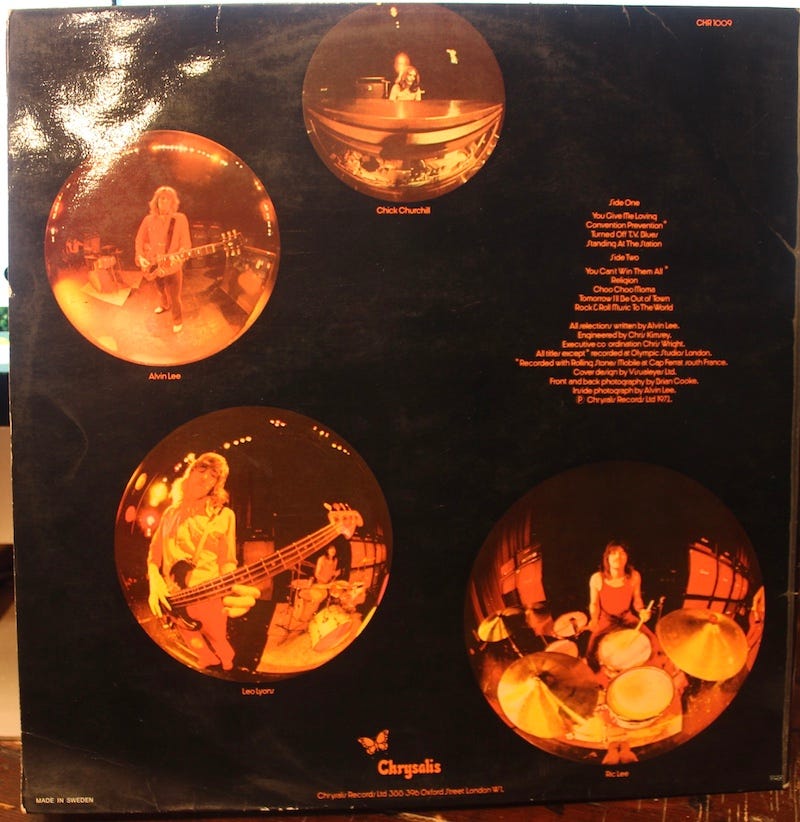 CHR 1009
Chick Churchill
Alvin Lee
Side One
You Give Me Loving
Convention Prevention*
Turned Off T.V. Blues
Standing At The Station
Side Two
You Can't Win Them All*
Religion
Choo Choo Mama
Tomorrow I'll Be Out of Town
Rock & Roll Music To The World
All selections written by Alvin Lee.
Engineered by Chris Kimsey.
Executive co ordination Chris Wright.
All titles except * recorded at Olympic Studios London.
*Recorded with Rolling Stones Mobile at Cap Ferrat south France.
Cover design by Visualeyes Ltd.
Front and back photography by Brian Cooke.
Inside photograph by Alvin Lee.
℗ Chrysalis Records Ltd 1972.
Leo Lyons
Ric Lee
Chrysalis
Chrysalis Records Ltd 388 396 Oxford Street London W1.
MADE IN SWEDEN